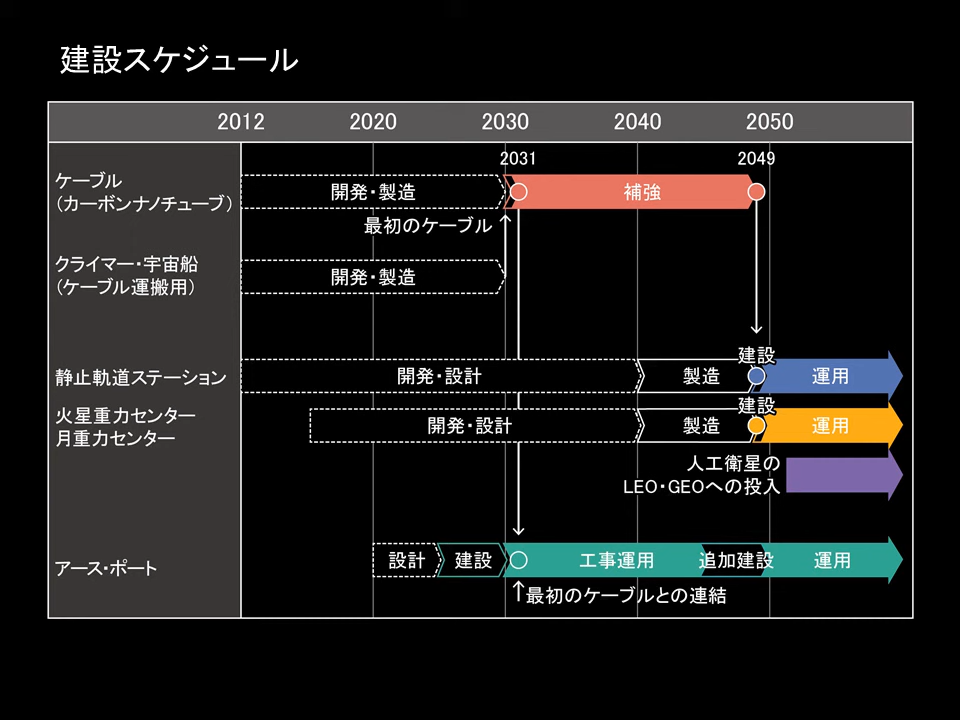 建設スケジュール
2012 2020 2030 2040 2050
2031 2049
ケーブル
（カーボンナノチューブ）
開発・製造 補強
最初のケーブル
クライマー・宇宙船
（ケーブル運搬用）
開発・製造
建設
静止軌道ステーション 開発・設計 製造 運用
建設
火星重力センター
月重力センター
開発・設計 製造 運用
人工衛星の
LEO・GEOへの投入
アース・ポート 設計 建設 工事運用 追加建設 運用
最初のケーブルとの連結